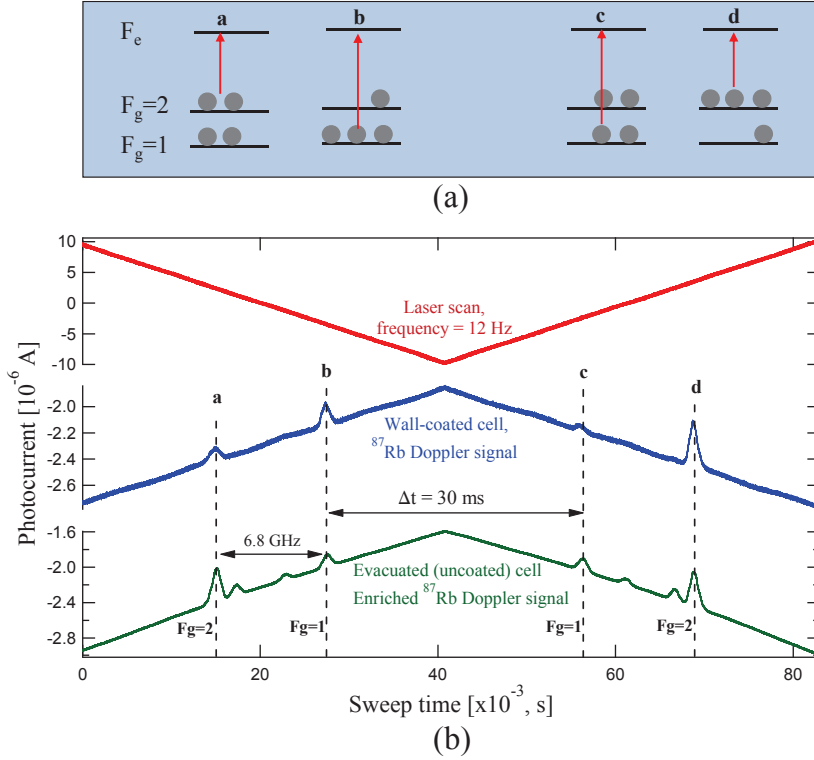 a b c d
Fₑ
F_g=2
F_g=1
(a)
Photocurrent [10⁻⁶ A]
10
5
0
-5
-10
Laser scan,
frequency = 12 Hz
a b c d
-2.0
-2.2
-2.6
-2.8
Wall-coated cell,
⁸⁷Rb Doppler signal
Δt = 30 ms
6.8 GHz
-1.6
-2.0
-2.4
-2.8
Evacuated (uncoated) cell
Enriched ⁸⁷Rb Doppler signal
Fg=2 Fg=1 Fg=1 Fg=2
0 20 40 60 80
Sweep time [x10⁻³, s]
(b)